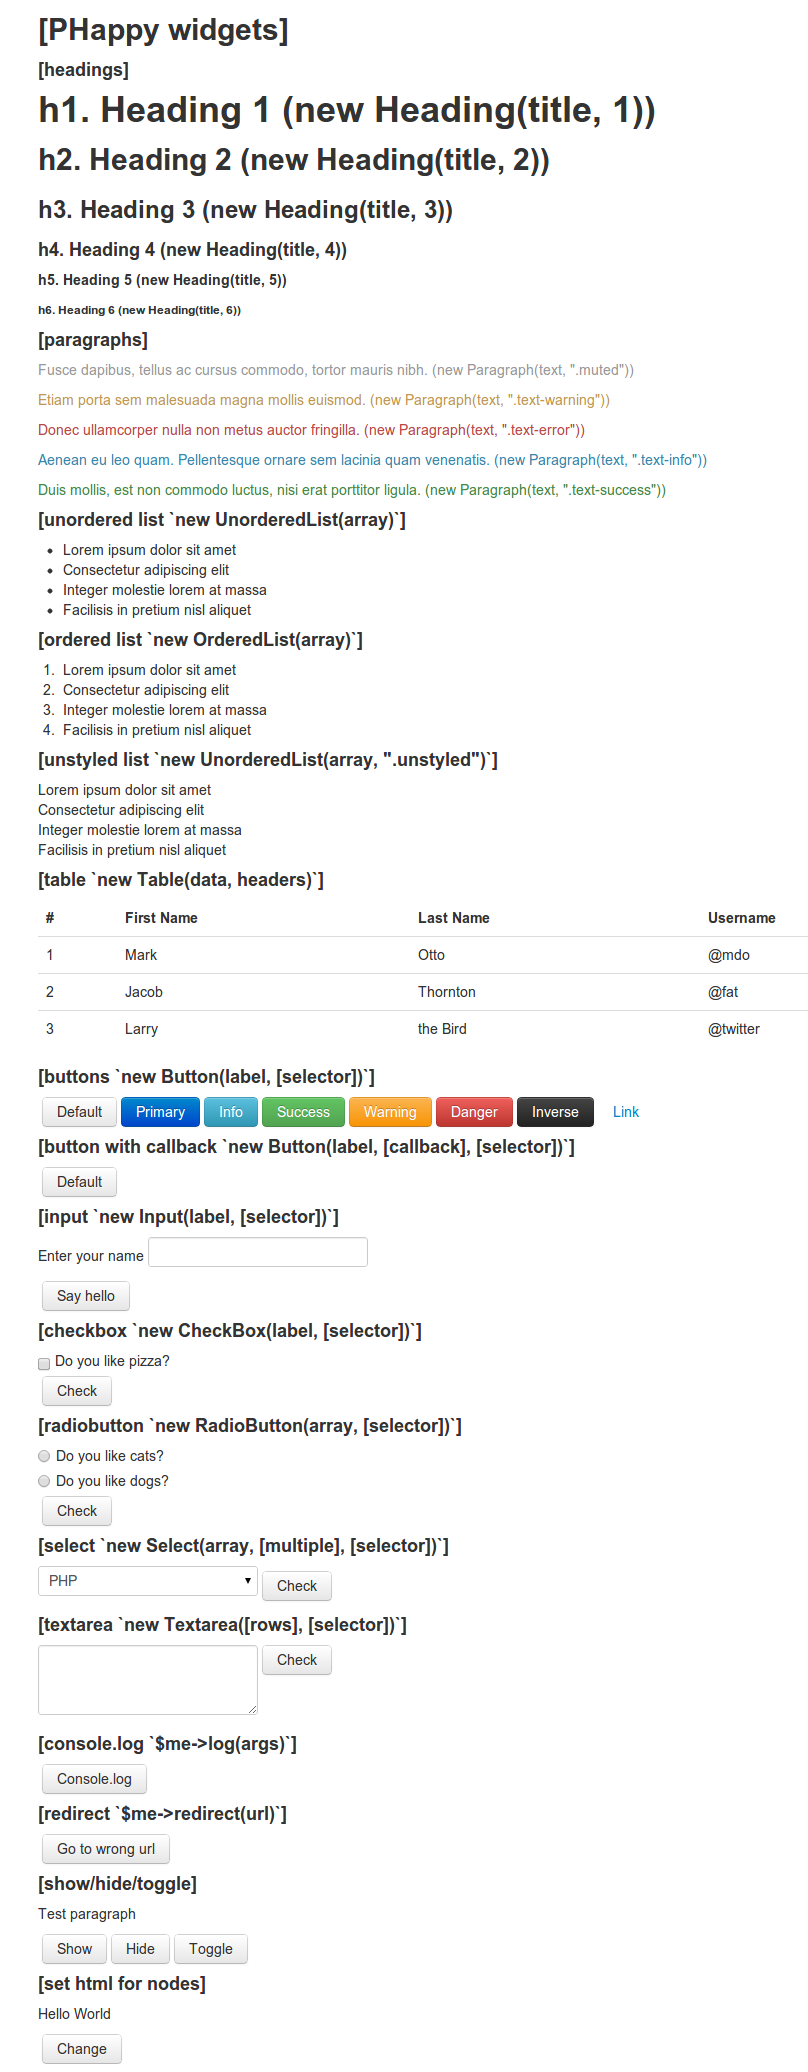 [PHappy widgets]
[headings]
h1. Heading 1 (new Heading(title, 1))
h2. Heading 2 (new Heading(title, 2))
h3. Heading 3 (new Heading(title, 3))
h4. Heading 4 (new Heading(title, 4))
h5. Heading 5 (new Heading(title, 5))
h6. Heading 6 (new Heading(title, 6))
[paragraphs]
Fusce dapibus, tellus ac cursus commodo, tortor mauris nibh. (new Paragraph(text, ".muted"))
Etiam porta sem malesuada magna mollis euismod. (new Paragraph(text, ".text-warning"))
Donec ullamcorper nulla non metus auctor fringilla. (new Paragraph(text, ".text-error"))
Aenean eu leo quam. Pellentesque ornare sem lacinia quam venenatis. (new Paragraph(text, ".text-info"))
Duis mollis, est non commodo luctus, nisi erat porttitor ligula. (new Paragraph(text, ".text-success"))
[unordered list `new UnorderedList(array)`]
• Lorem ipsum dolor sit amet
• Consectetur adipiscing elit
• Integer molestie lorem at massa
• Facilisis in pretium nisl aliquet
[ordered list `new OrderedList(array)`]
1. Lorem ipsum dolor sit amet
2. Consectetur adipiscing elit
3. Integer molestie lorem at massa
4. Facilisis in pretium nisl aliquet
[unstyled list `new UnorderedList(array, ".unstyled")`]
Lorem ipsum dolor sit amet
Consectetur adipiscing elit
Integer molestie lorem at massa
Facilisis in pretium nisl aliquet
[table `new Table(data, headers)`]
# First Name Last Name Username
1 Mark Otto @mdo
2 Jacob Thornton @fat
3 Larry the Bird @twitter
[buttons `new Button(label, [selector])`]
Default Primary Info Success Warning Danger Inverse Link
[button with callback `new Button(label, [callback], [selector])`]
Default
[input `new Input(label, [selector])`]
Enter your name
Say hello
[checkbox `new CheckBox(label, [selector])`]
Do you like pizza?
Check
[radiobutton `new RadioButton(array, [selector])`]
Do you like cats?
Do you like dogs?
Check
[select `new Select(array, [multiple], [selector])`]
PHP Check
[textarea `new Textarea([rows], [selector])`]
Check
[console.log `$me->log(args)`]
Console.log
[redirect `$me->redirect(url)`]
Go to wrong url
[show/hide/toggle]
Test paragraph
Show Hide Toggle
[set html for nodes]
Hello World
Change